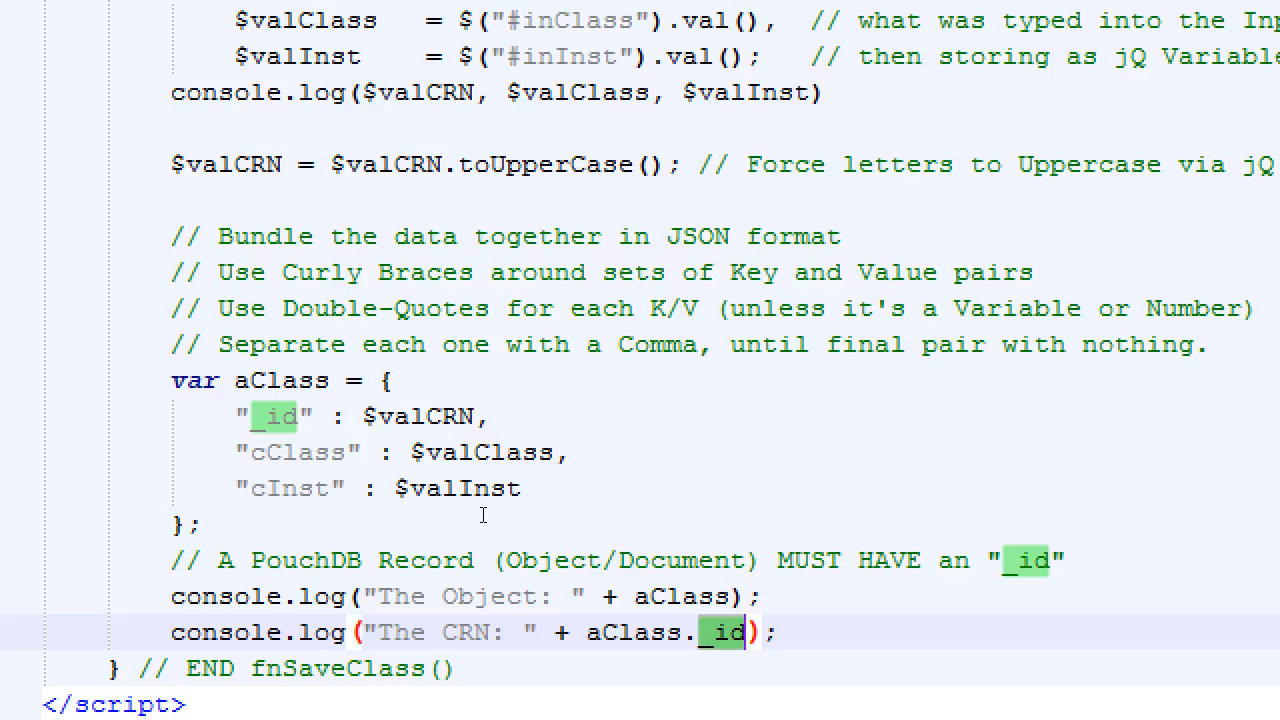 $valClass   = $("#inClass").val(),  // what was typed into the
$valInst    = $("#inInst").val();   // then storing as jQ
console.log($valCRN, $valClass, $valInst)
$valCRN = $valCRN.toUpperCase(); // Force letters to Uppercase via jQ
// Bundle the data together in JSON format
// Use Curly Braces around sets of Key and Value pairs
// Use Double-Quotes for each K/V (unless it's a Variable or Number)
// Separate each one with a Comma, until final pair with nothing.
var aClass = {
"_id" : $valCRN,
"cClass" : $valClass,
"cInst" : $valInst
};
// A PouchDB Record (Object/Document) MUST HAVE an "_id"
console.log("The Object: " + aClass);
console.log("The CRN: " + aClass._id);
} // END fnSaveClass()
</script>